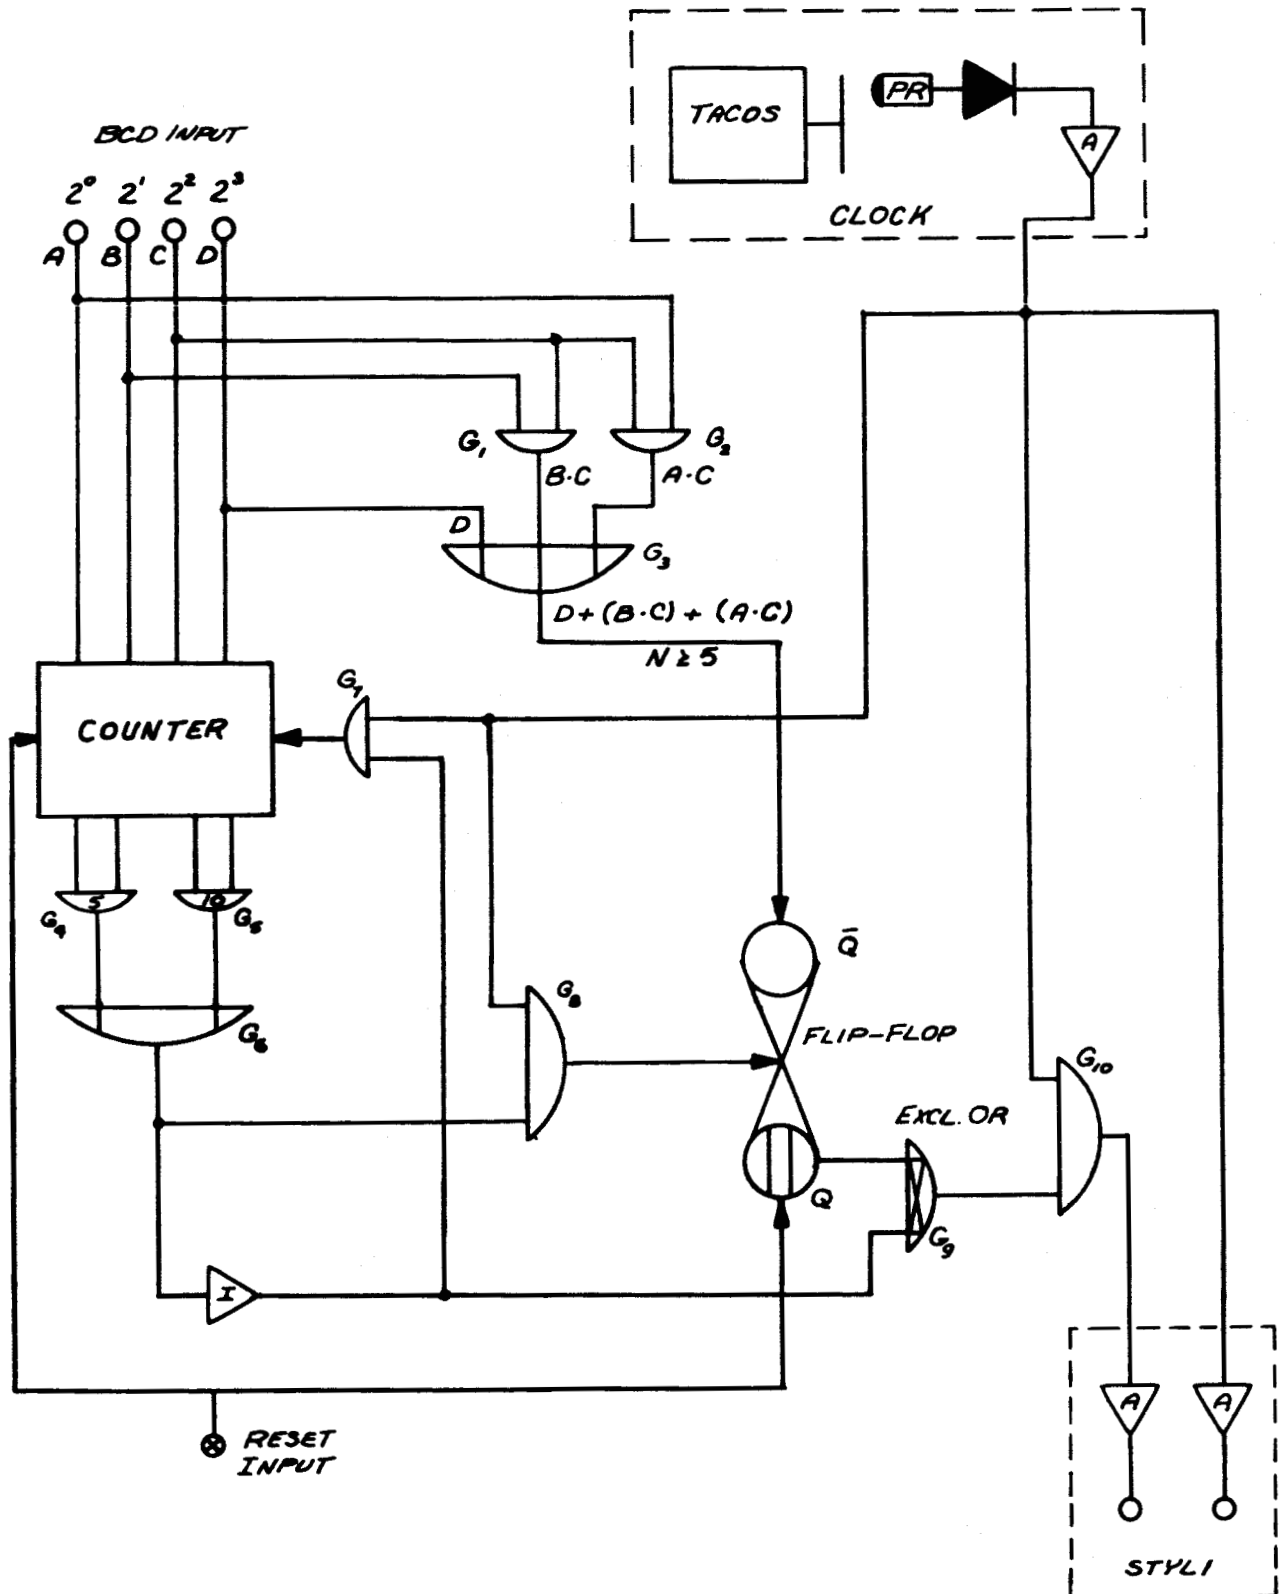 TACOS
PR
A
CLOCK
BCD INPUT
2⁰ 2¹ 2² 2³
A B C D
G₁
G₂
B·C
A·C
D
G₃
D + (B·C) + (A·C)
N ≥ 5
COUNTER
G₇
5
10
G₄
G₅
G₆
G₈
Q̄
FLIP-FLOP
Q
EXCL. OR
G₉
G₁₀
I
RESET
INPUT
A
A
STYLI